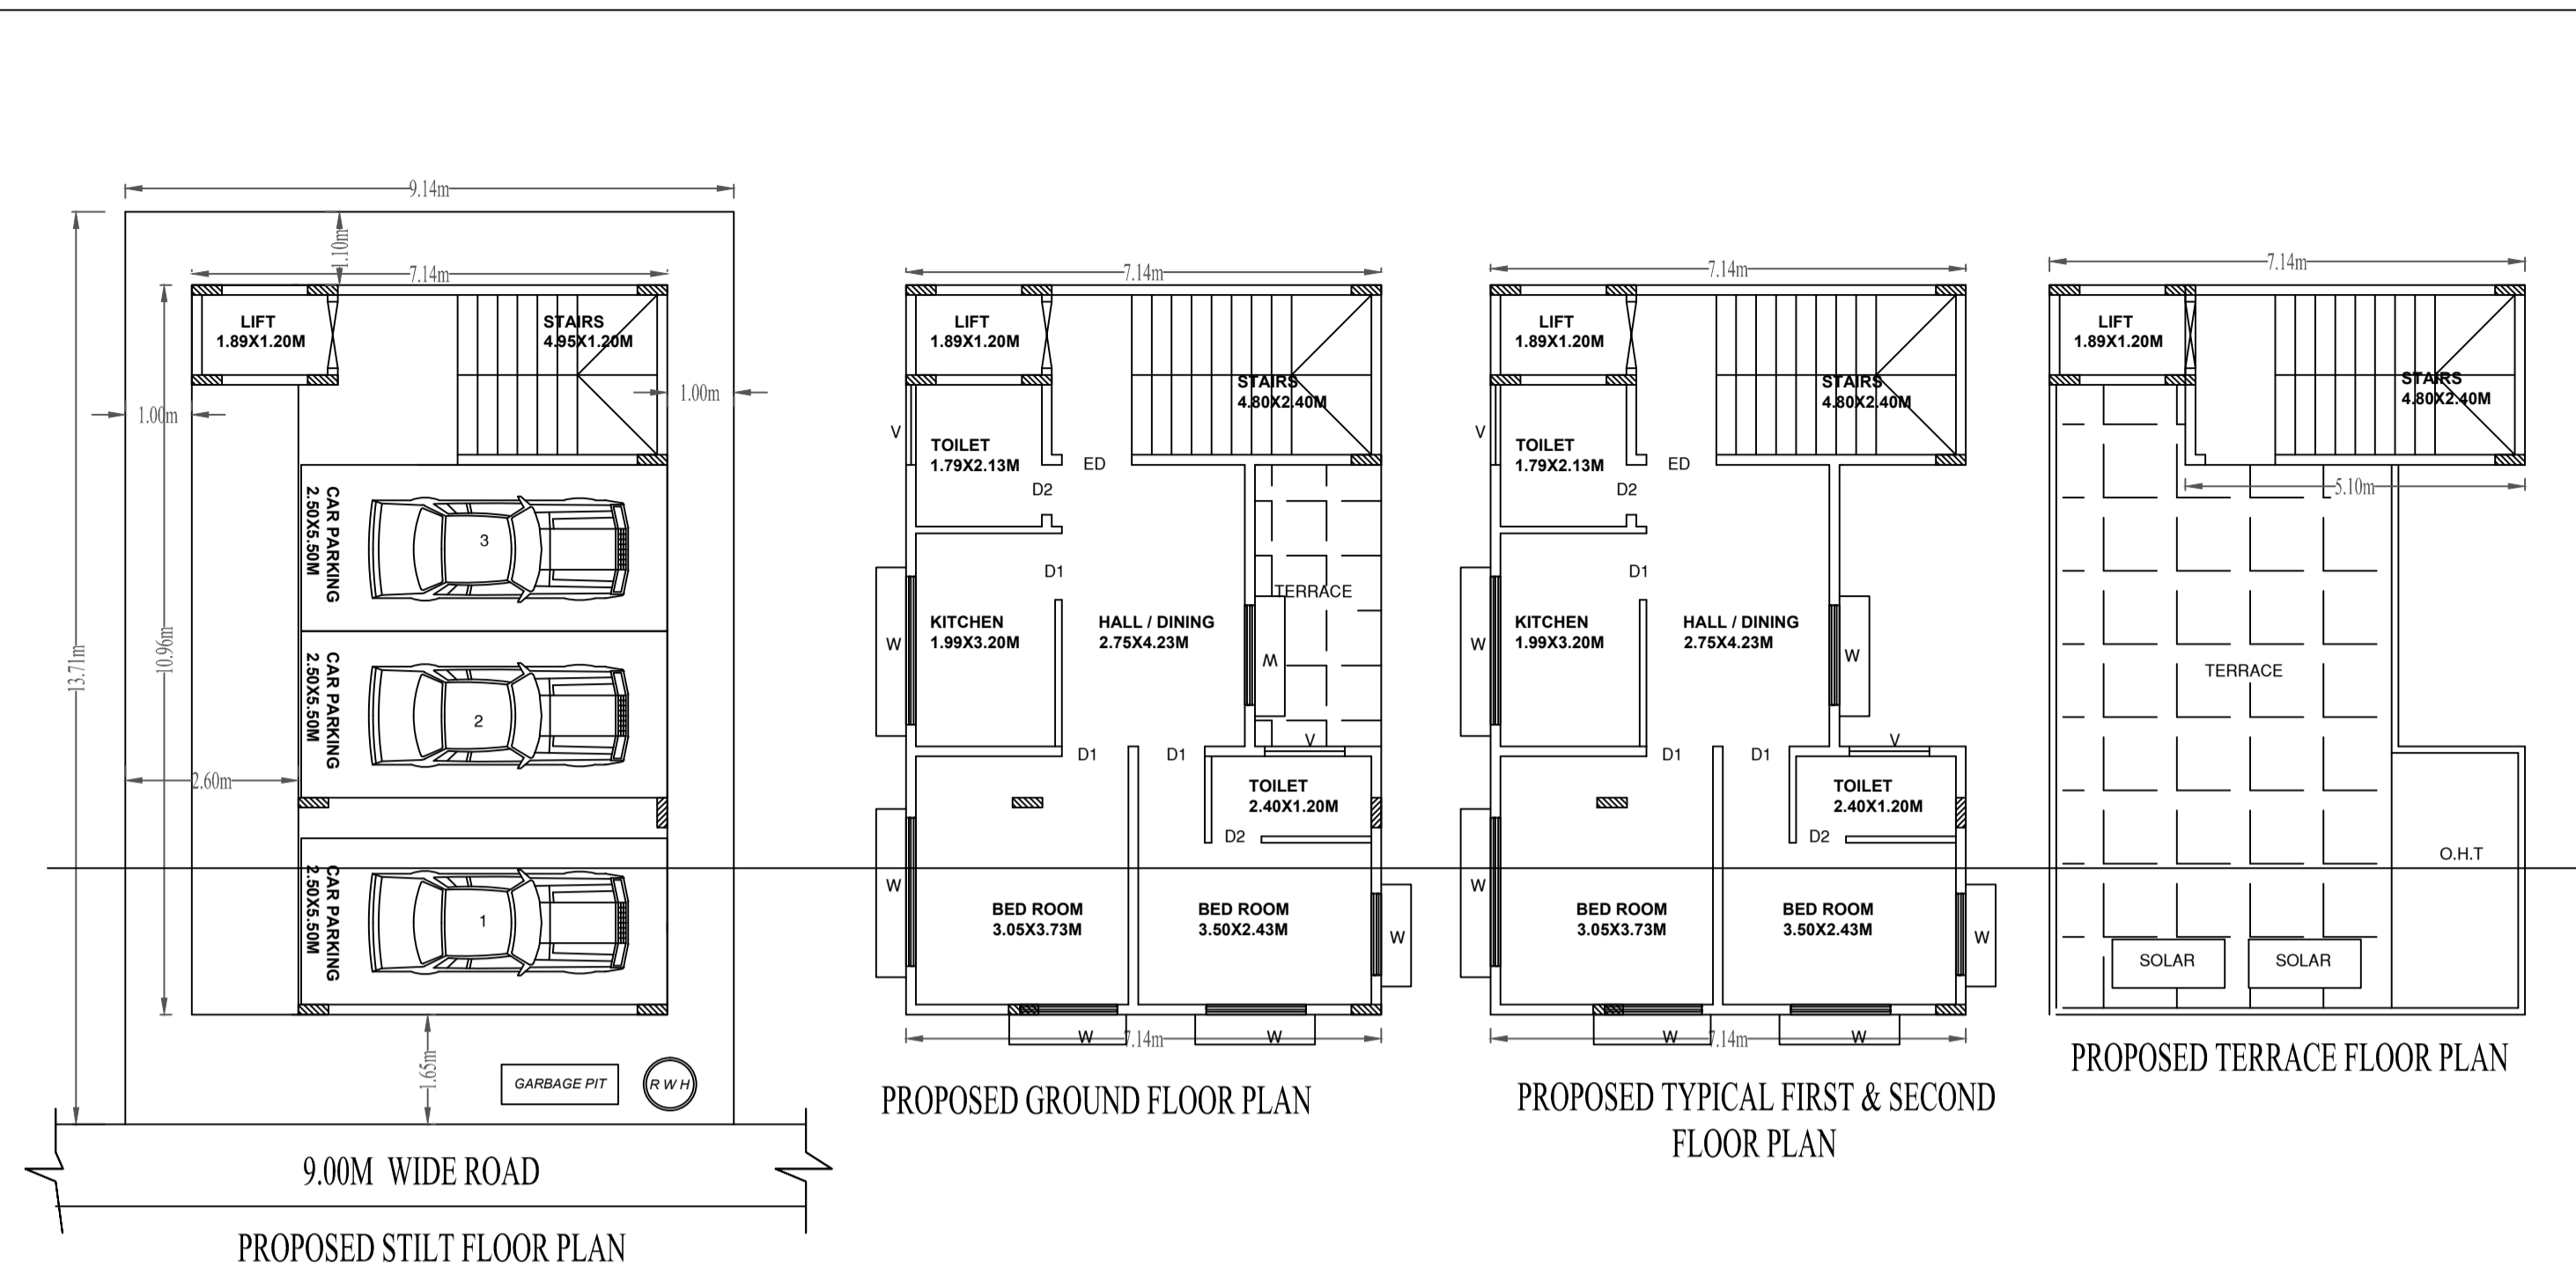 9.14m
1.10m
7.14m
LIFT
1.89X1.20M
STAIRS
4.95X1.20M
1.00m
1.00m
13.71m
10.96m
CAR PARKING
2.50X5.50M
3
CAR PARKING
2.50X5.50M
2
2.60m
CAR PARKING
2.50X5.50M
1
1.65m
GARBAGE PIT
R W H
9.00M WIDE ROAD
PROPOSED STILT FLOOR PLAN
7.14m
LIFT
1.89X1.20M
STAIRS
4.80X2.40M
V
TOILET
1.79X2.13M
ED
D2
D1
TERRACE
KITCHEN
1.99X3.20M
HALL / DINING
2.75X4.23M
W
W
V
D1
D1
TOILET
2.40X1.20M
D2
W
BED ROOM
3.05X3.73M
BED ROOM
3.50X2.43M
W
W
7.14m
W
PROPOSED GROUND FLOOR PLAN
7.14m
LIFT
1.89X1.20M
STAIRS
4.80X2.40M
V
TOILET
1.79X2.13M
ED
D2
D1
KITCHEN
1.99X3.20M
HALL / DINING
2.75X4.23M
W
W
V
D1
D1
TOILET
2.40X1.20M
D2
W
BED ROOM
3.05X3.73M
BED ROOM
3.50X2.43M
W
W
7.14m
W
PROPOSED TYPICAL FIRST & SECOND
FLOOR PLAN
7.14m
LIFT
1.89X1.20M
STAIRS
4.80X2.40M
5.10m
TERRACE
O.H.T
SOLAR
SOLAR
PROPOSED TERRACE FLOOR PLAN